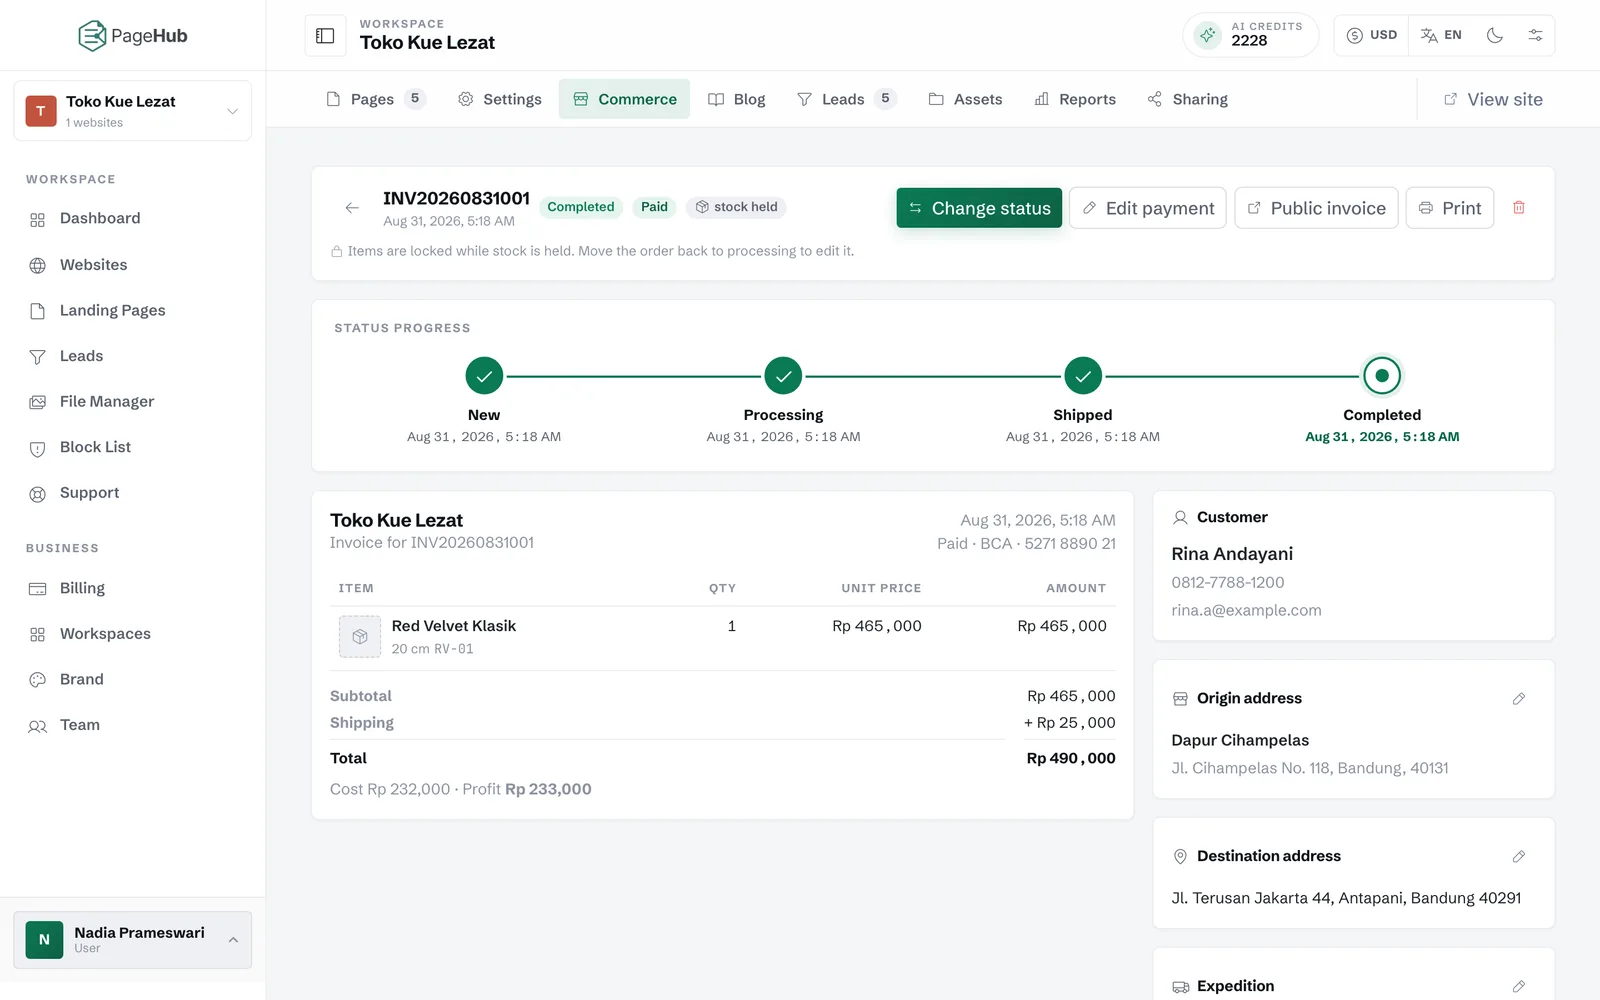 PageHub
WORKSPACE
Toko Kue Lezat
AI CREDITS
2228
USD
EN
T
Toko Kue Lezat
1 websites
Pages 5
Settings
Commerce
Blog
Leads 5
Assets
Reports
Sharing
View site
WORKSPACE
Dashboard
Websites
Landing Pages
Leads
File Manager
Block List
Support
BUSINESS
Billing
Workspaces
Brand
Team
N
Nadia Prameswari
User
INV20260831001
Completed
Paid
stock held
Aug 31, 2026, 5:18 AM
Change status
Edit payment
Public invoice
Print
Items are locked while stock is held. Move the order back to processing to edit it.
STATUS PROGRESS
New
Aug 31, 2026, 5:18 AM
Processing
Aug 31, 2026, 5:18 AM
Shipped
Aug 31, 2026, 5:18 AM
Completed
Aug 31, 2026, 5:18 AM
Toko Kue Lezat
Invoice for INV20260831001
Aug 31, 2026, 5:18 AM
Paid · BCA · 5271 8890 21
ITEM QTY UNIT PRICE AMOUNT
Red Velvet Klasik 1 Rp 465,000 Rp 465,000
20 cm RV-01
Subtotal Rp 465,000
Shipping + Rp 25,000
Total Rp 490,000
Cost Rp 232,000 · Profit Rp 233,000
Customer
Rina Andayani
0812-7788-1200
rina.a@example.com
Origin address
Dapur Cihampelas
Jl. Cihampelas No. 118, Bandung, 40131
Destination address
Jl. Terusan Jakarta 44, Antapani, Bandung 40291
Expedition